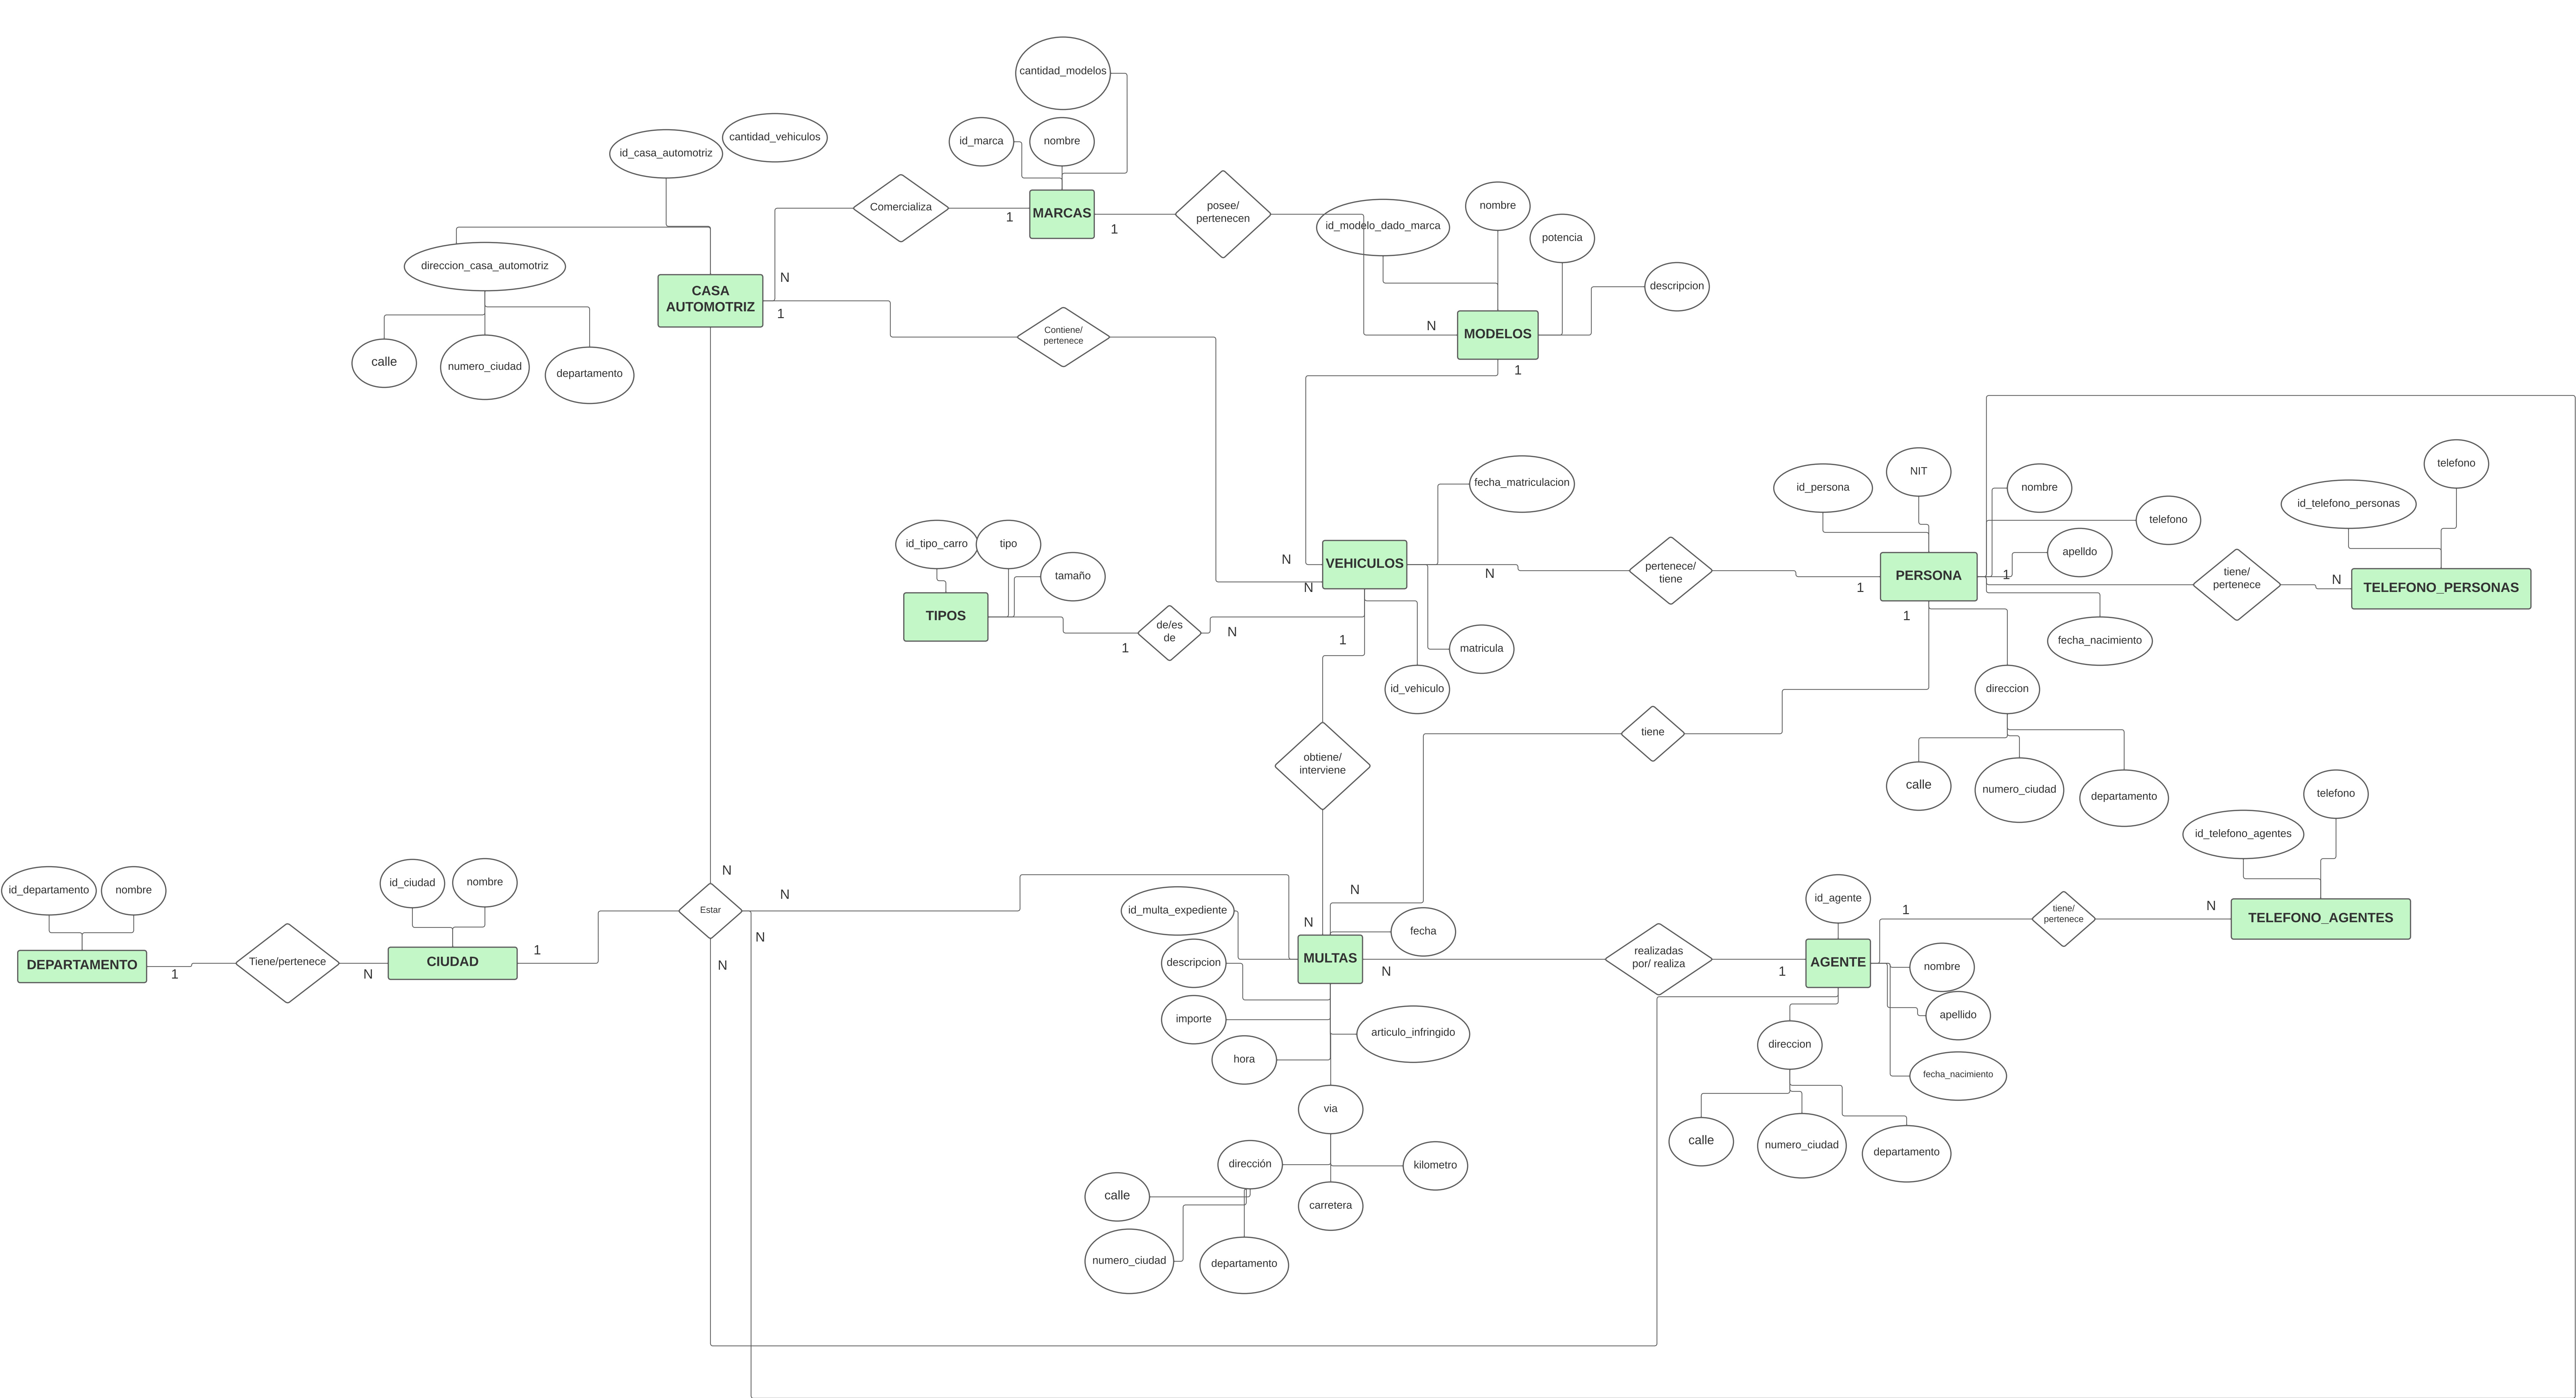 cantidad_modelos
cantidad_vehiculos
id_casa_automotriz
id_marca
nombre
Comercializa
MARCAS
1
1
posee/
pertenecen
id_modelo_dado_marca
nombre
potencia
descripcion
direccion_casa_automotriz
calle
numero_ciudad
departamento
CASA
AUTOMOTRIZ
N
1
Contiene/
pertenece
N
MODELOS
1
fecha_matriculacion
id_tipo_carro
tipo
tamaño
TIPOS
1
de/es
de
N
N
N
VEHICULOS
N
1
matricula
id_vehiculo
pertenece/
tiene
1
id_persona
NIT
nombre
telefono
apelldo
PERSONA
1
1
fecha_nacimiento
tiene/
pertenece
N
id_telefono_personas
telefono
TELEFONO_PERSONAS
direccion
calle
numero_ciudad
departamento
tiene
obtiene/
interviene
id_departamento
nombre
DEPARTAMENTO
1
Tiene/pertenece
N
id_ciudad
nombre
CIUDAD
1
N
Estar
N
N
N
id_multa_expediente
descripcion
importe
hora
N
N
MULTAS
fecha
N
articulo_infringido
via
dirección
kilometro
carretera
calle
numero_ciudad
departamento
realizadas
por/ realiza
1
id_agente
AGENTE
1
tiene/
pertenece
N
id_telefono_agentes
telefono
TELEFONO_AGENTES
nombre
apellido
fecha_nacimiento
direccion
calle
numero_ciudad
departamento